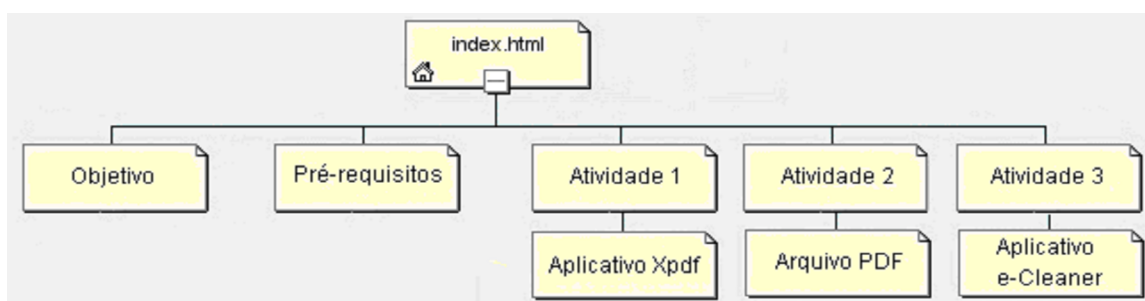 index.html
Objetivo
Pré-requisitos
Atividade 1
Atividade 2
Atividade 3
Aplicativo Xpdf
Arquivo PDF
Aplicativo
e-Cleaner